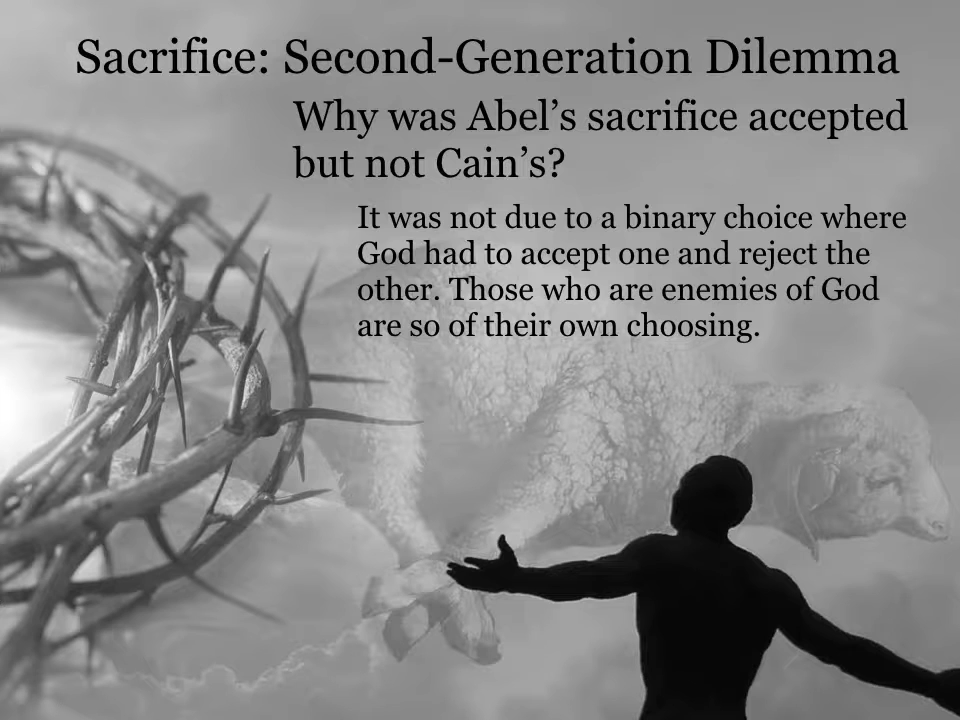 Sacrifice: Second-Generation Dilemma
Why was Abel’s sacrifice accepted
but not Cain’s?
It was not due to a binary choice where
God had to accept one and reject the
other. Those who are enemies of God
are so of their own choosing.